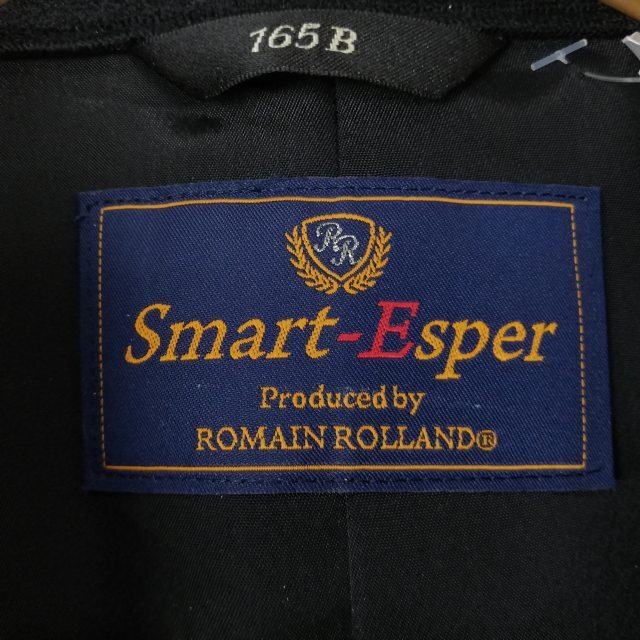 165B
RR
Smart-Esper
Produced by
ROMAIN ROLLAND®